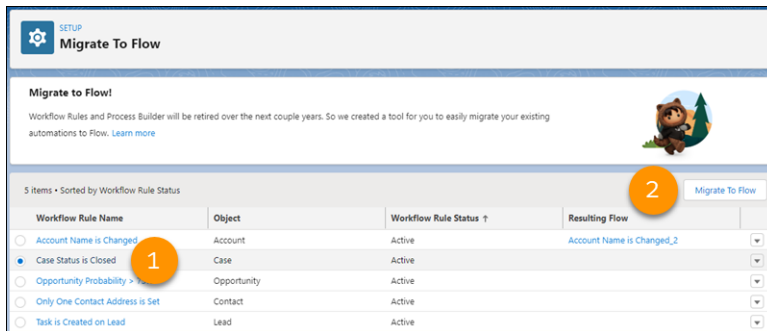 SETUP
Migrate To Flow
Migrate to Flow!
Workflow Rules and Process Builder will be retired over the next couple years. So we created a tool for you to easily migrate your existing
automations to Flow. Learn more
5 items • Sorted by Workflow Rule Status
2
Migrate To Flow
Workflow Rule Name Object Workflow Rule Status ↑ Resulting Flow
Account Name is Changed Account Active Account Name is Changed_2
Case Status is Closed 1 Case Active
Opportunity Probability > Opportunity Active
Only One Contact Address is Set Contact Active
Task is Created on Lead Lead Active